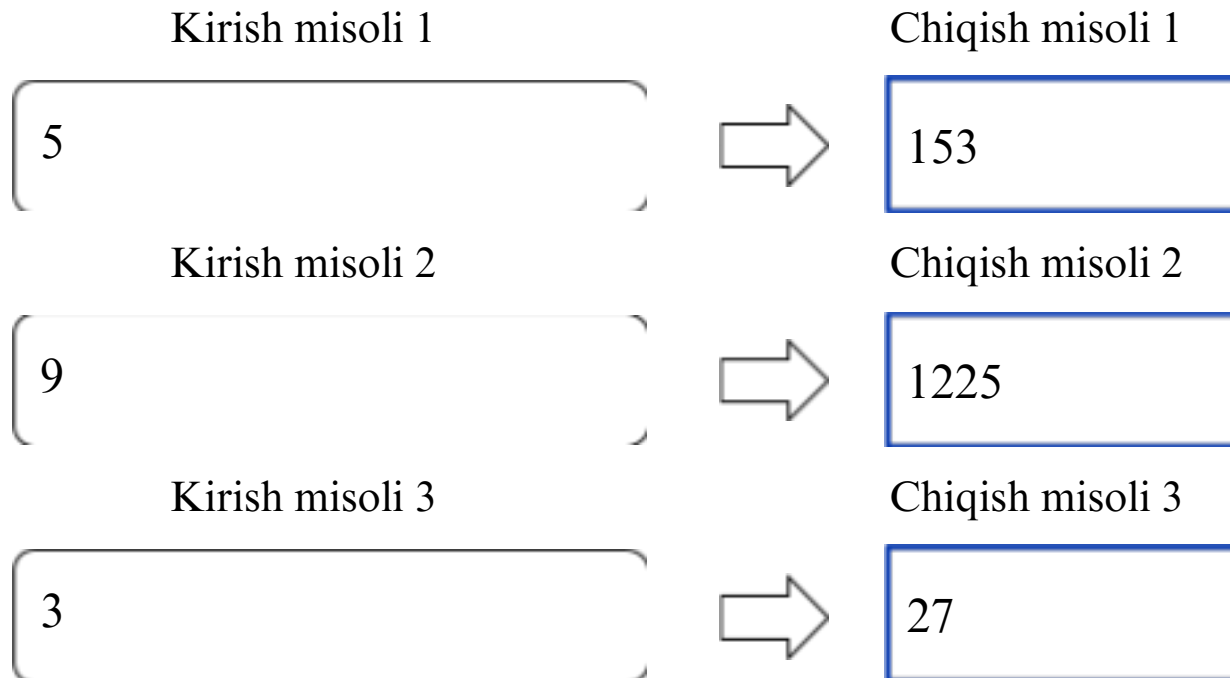 Kirish misoli 1
Chiqish misoli 1
5
153
Kirish misoli 2
Chiqish misoli 2
9
1225
Kirish misoli 3
Chiqish misoli 3
3
27